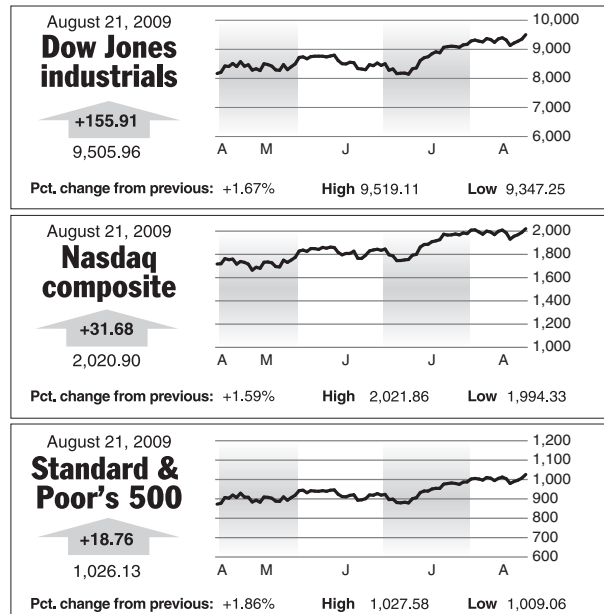 August 21, 2009
Dow Jones
industrials
+155.91
9,505.96
10,000
9,000
8,000
7,000
6,000
A M J J A
Pct. change from previous: +1.67% High 9,519.11 Low 9,347.25
August 21, 2009
Nasdaq
composite
+31.68
2,020.90
2,000
1,800
1,600
1,400
1,200
1,000
A M J J A
Pct. change from previous: +1.59% High 2,021.86 Low 1,994.33
August 21, 2009
Standard &
Poor's 500
+18.76
1,026.13
1,200
1,100
1,000
900
800
700
600
A M J J A
Pct. change from previous: +1.86% High 1,027.58 Low 1,009.06